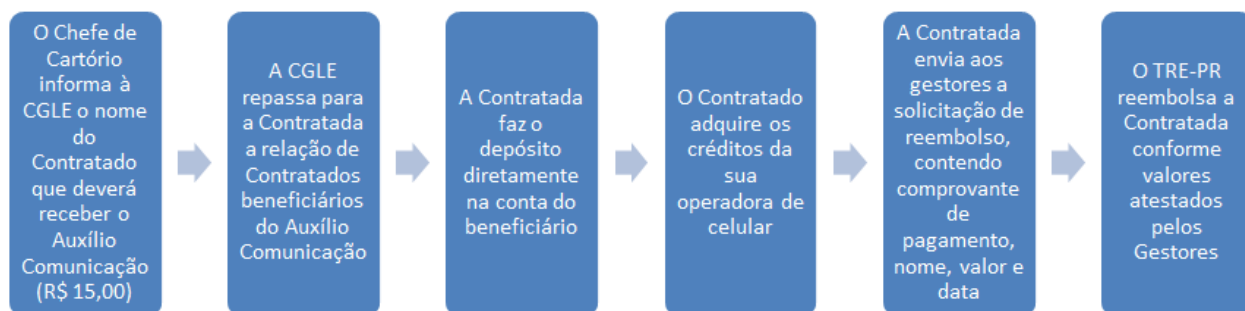 O Chefe de
Cartório
informa à
CGLE o nome
do
Contratado
que deverá
receber o
Auxílio
Comunicação
(R$ 15,00)
A CGLE
repassa para
a Contratada
a relação de
Contratados
beneficiários
do Auxílio
Comunicação
A Contratada
faz o
depósito
diretamente
na conta do
beneficiário
O Contratado
adquire os
créditos da
sua
operadora de
celular
A Contratada
envia aos
gestores a
solicitação de
reembolso,
contendo
comprovante
de
pagamento,
nome, valor e
data
O TRE-PR
reembolsa a
Contratada
conforme
valores
atestados
pelos
Gestores